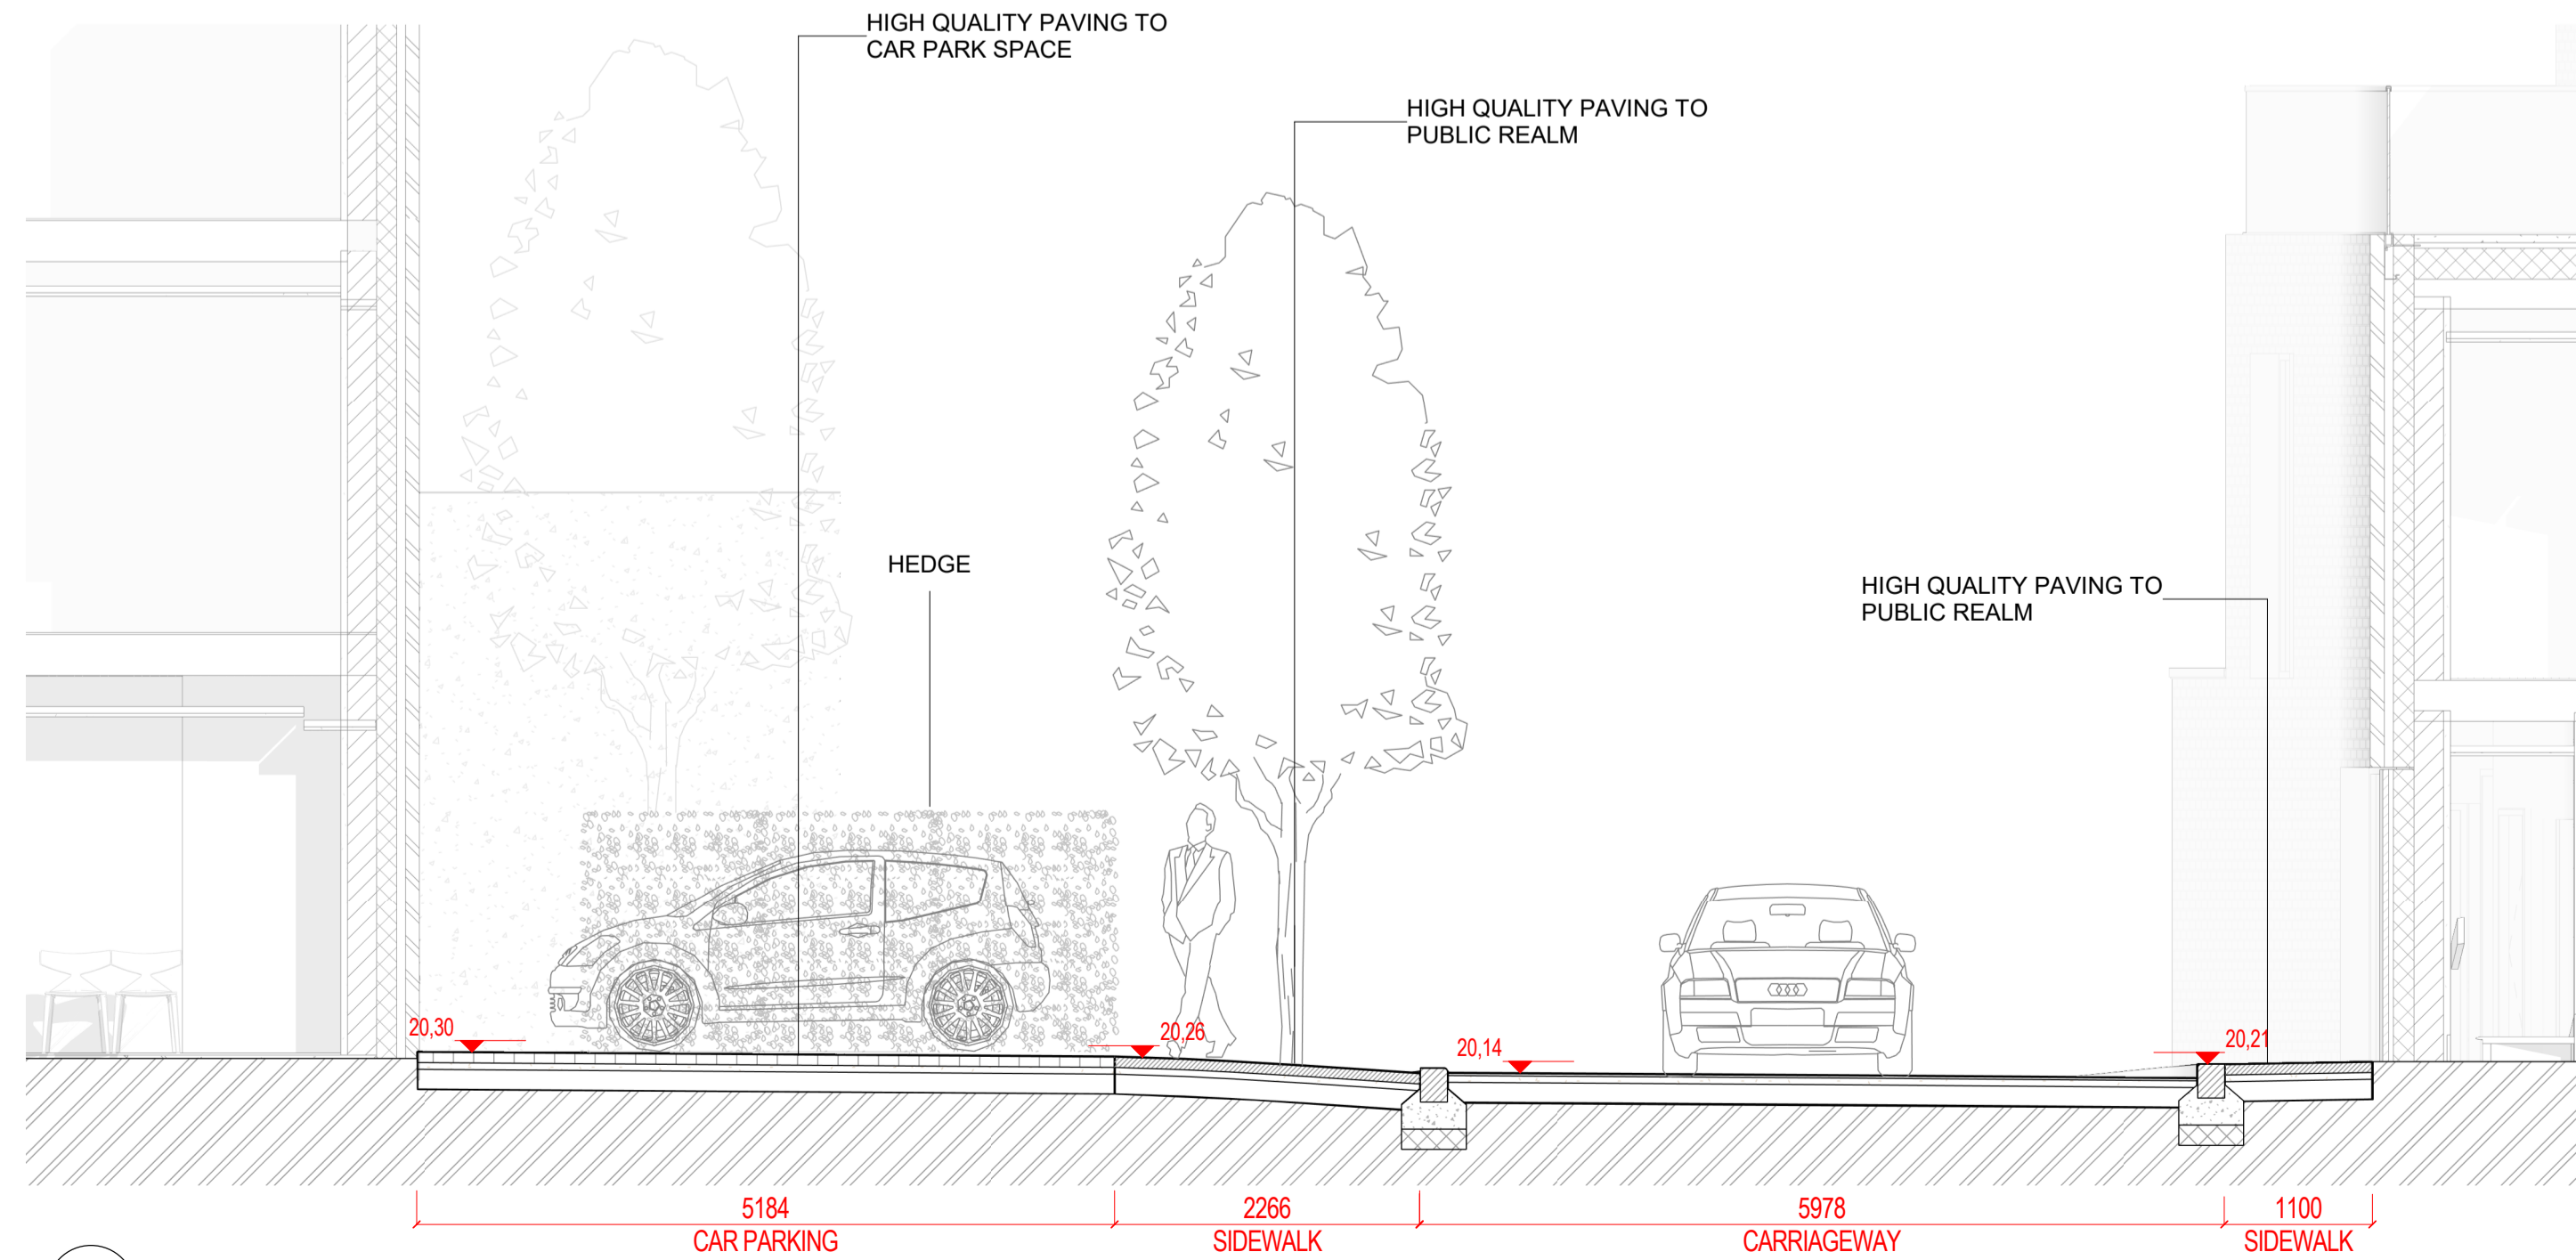 HIGH QUALITY PAVING TO
CAR PARK SPACE
HIGH QUALITY PAVING TO
PUBLIC REALM
HEDGE
HIGH QUALITY PAVING TO
PUBLIC REALM
20,30
20,26
20,14
20,21
5184
CAR PARKING
2266
SIDEWALK
5978
CARRIAGEWAY
1100
SIDEWALK